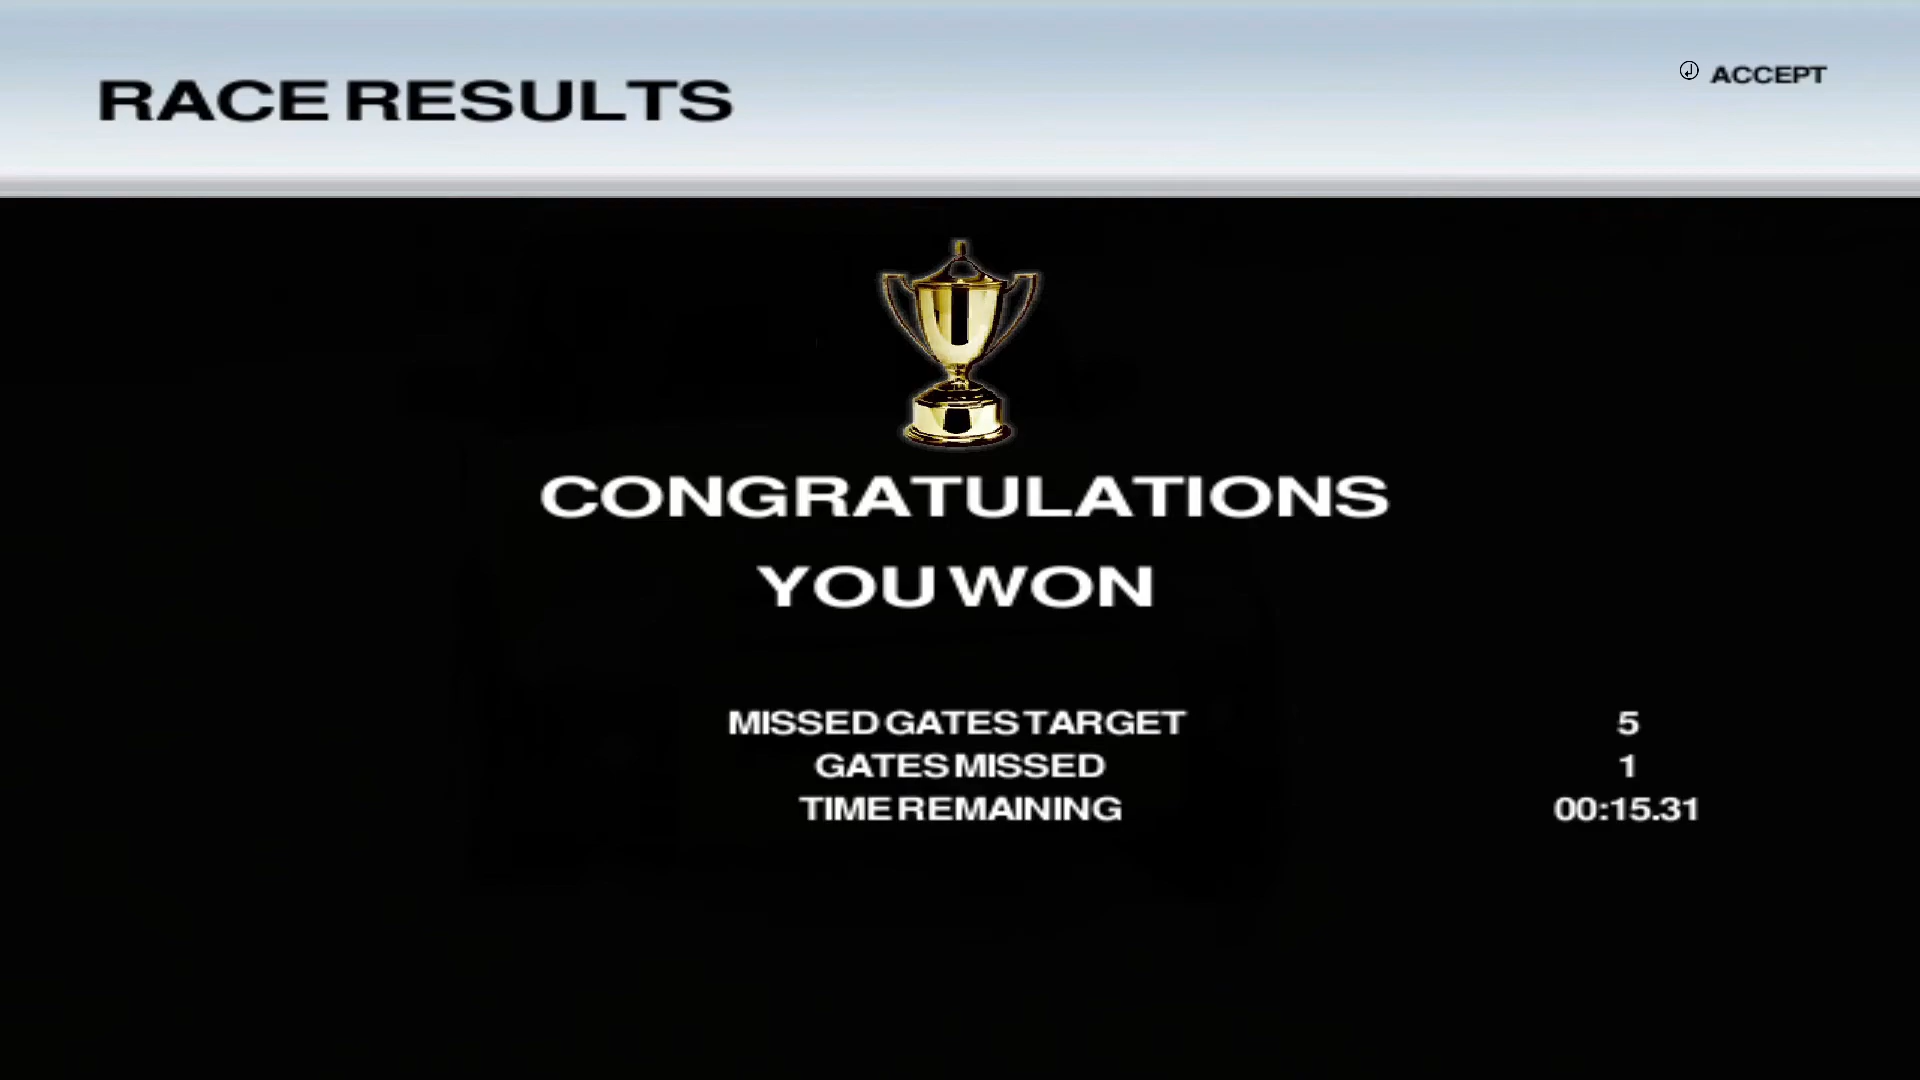 RACE RESULTS
ACCEPT
CONGRATULATIONS
YOU WON
MISSED GATES TARGET 5
GATES MISSED 1
TIME REMAINING 00:15.31